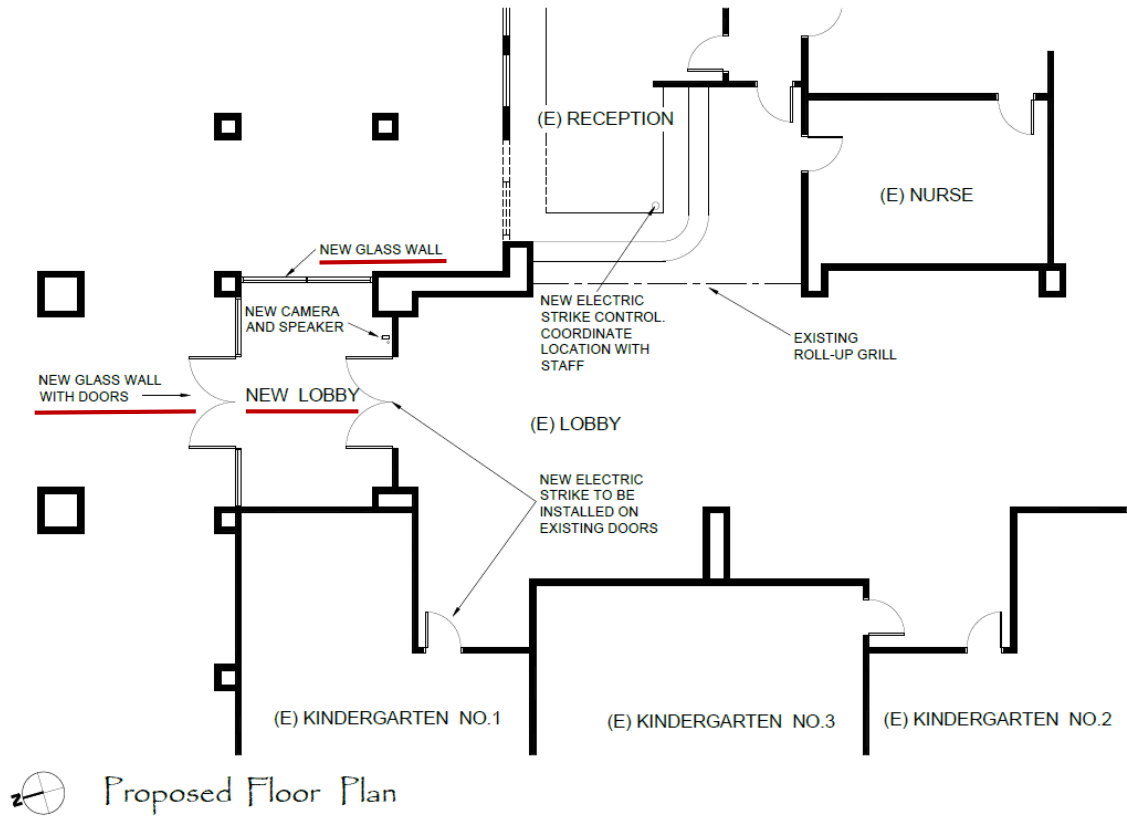 (E) RECEPTION
(E) NURSE
NEW GLASS WALL
NEW CAMERA
AND SPEAKER
NEW ELECTRIC
STRIKE CONTROL.
COORDINATE
LOCATION WITH
STAFF
EXISTING
ROLL-UP GRILL
NEW GLASS WALL
WITH DOORS
NEW LOBBY
(E) LOBBY
NEW ELECTRIC
STRIKE TO BE
INSTALLED ON
EXISTING DOORS
(E) KINDERGARTEN NO.1
(E) KINDERGARTEN NO.3
(E) KINDERGARTEN NO.2
Z
Proposed Floor Plan